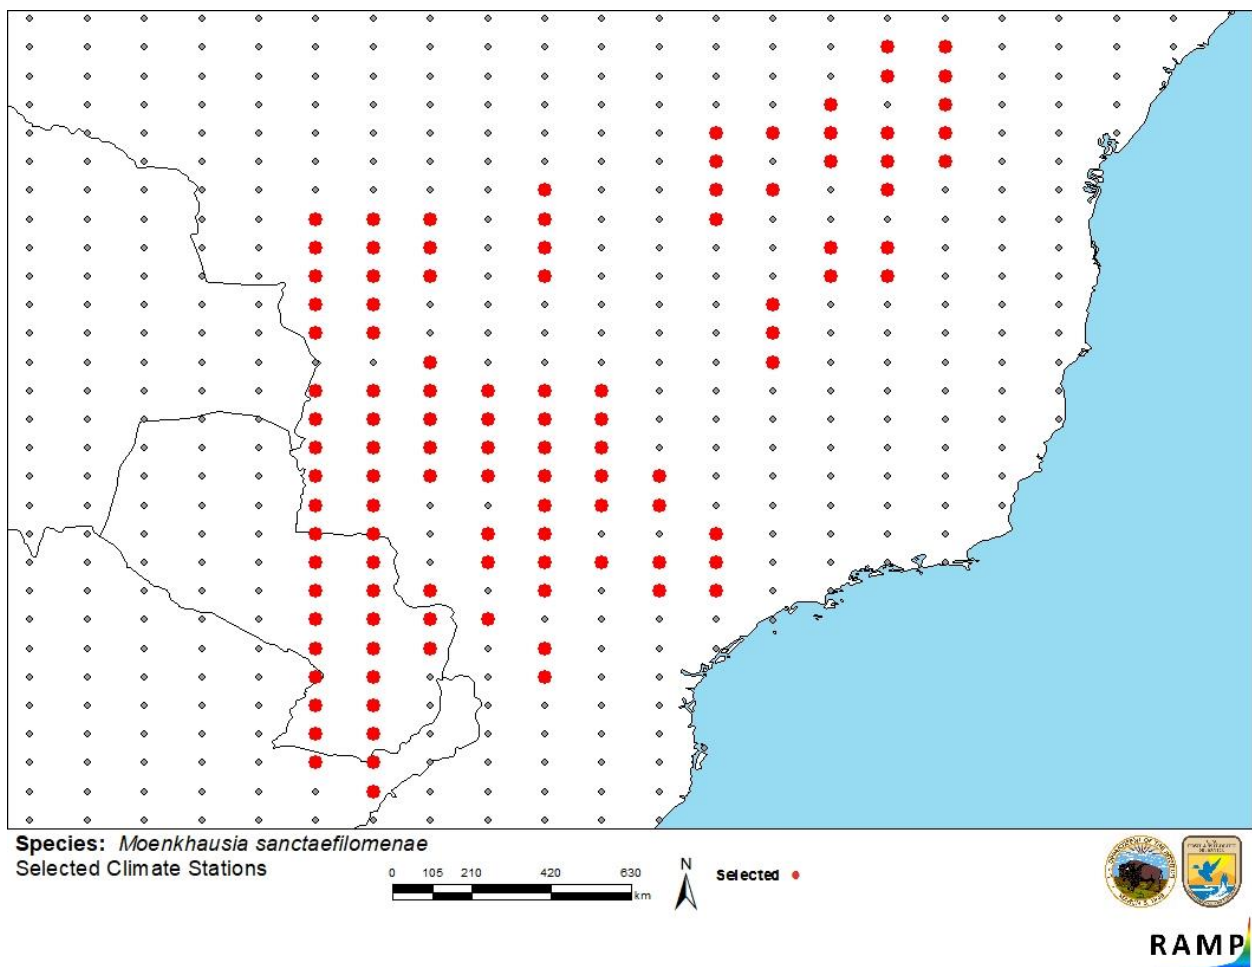 Species: Moenkhausia sanctaefilomenae
Selected Climate Stations
0 105 210 420 630
km
N
Selected
RAMP